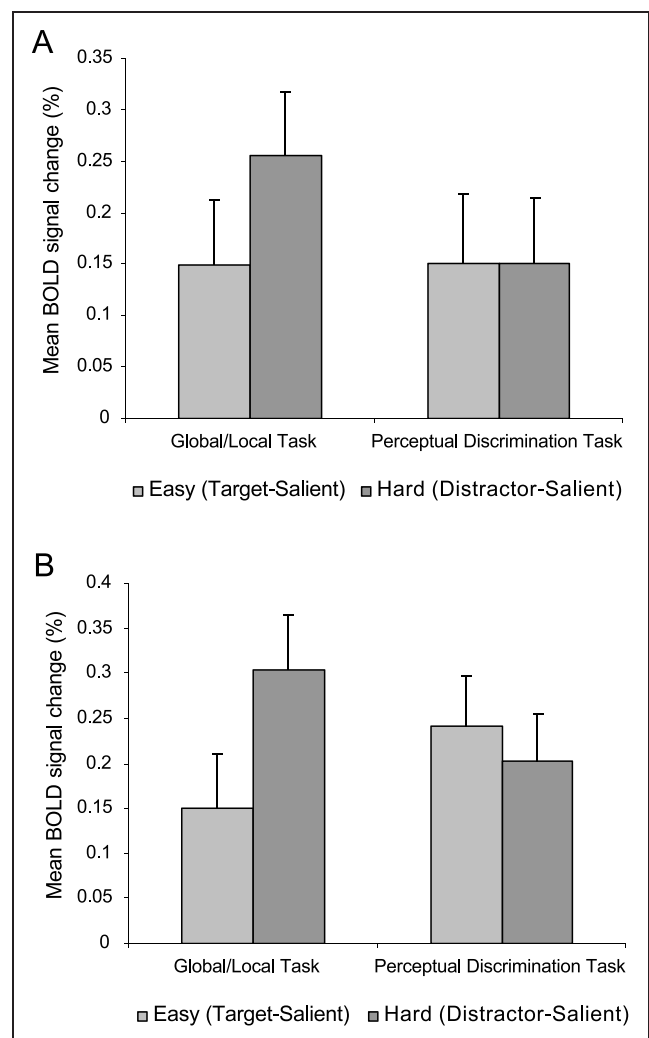 A
Mean BOLD signal change (%)
0.35
0.3
0.25
0.2
0.15
0.1
0.05
0
Global/Local Task Perceptual Discrimination Task
Easy (Target-Salient) Hard (Distractor-Salient)
B
Mean BOLD signal change (%)
0.4
0.35
0.3
0.25
0.2
0.15
0.1
0.05
0
Global/Local Task Perceptual Discrimination Task
Easy (Target-Salient) Hard (Distractor-Salient)